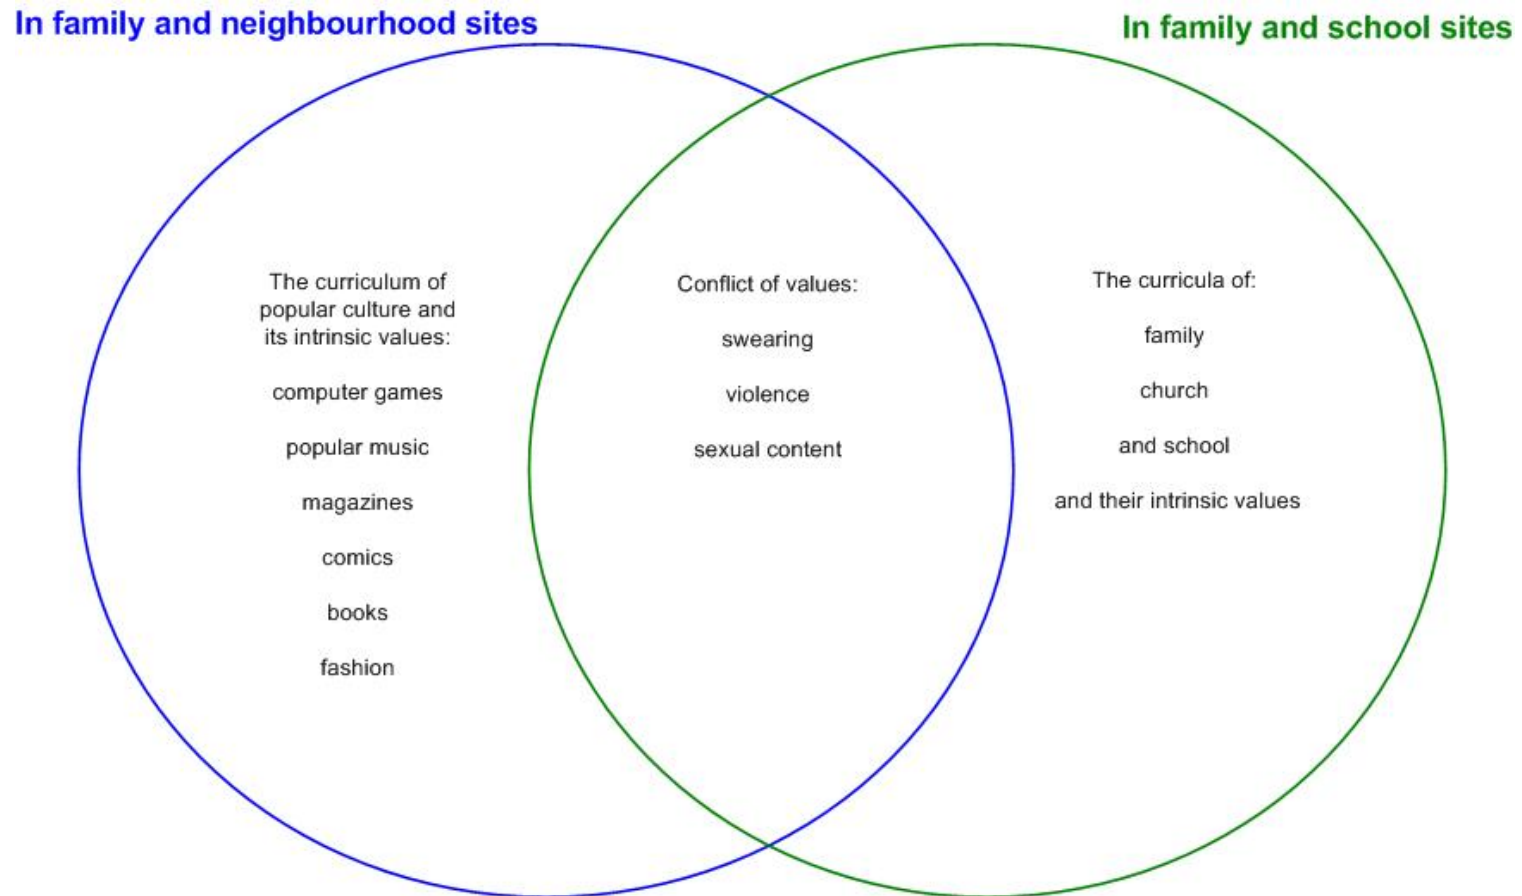 In family and neighbourhood sites
In family and school sites
The curriculum of
popular culture and
its intrinsic values:
computer games
popular music
magazines
comics
books
fashion
Conflict of values:
swearing
violence
sexual content
The curricula of:
family
church
and school
and their intrinsic values